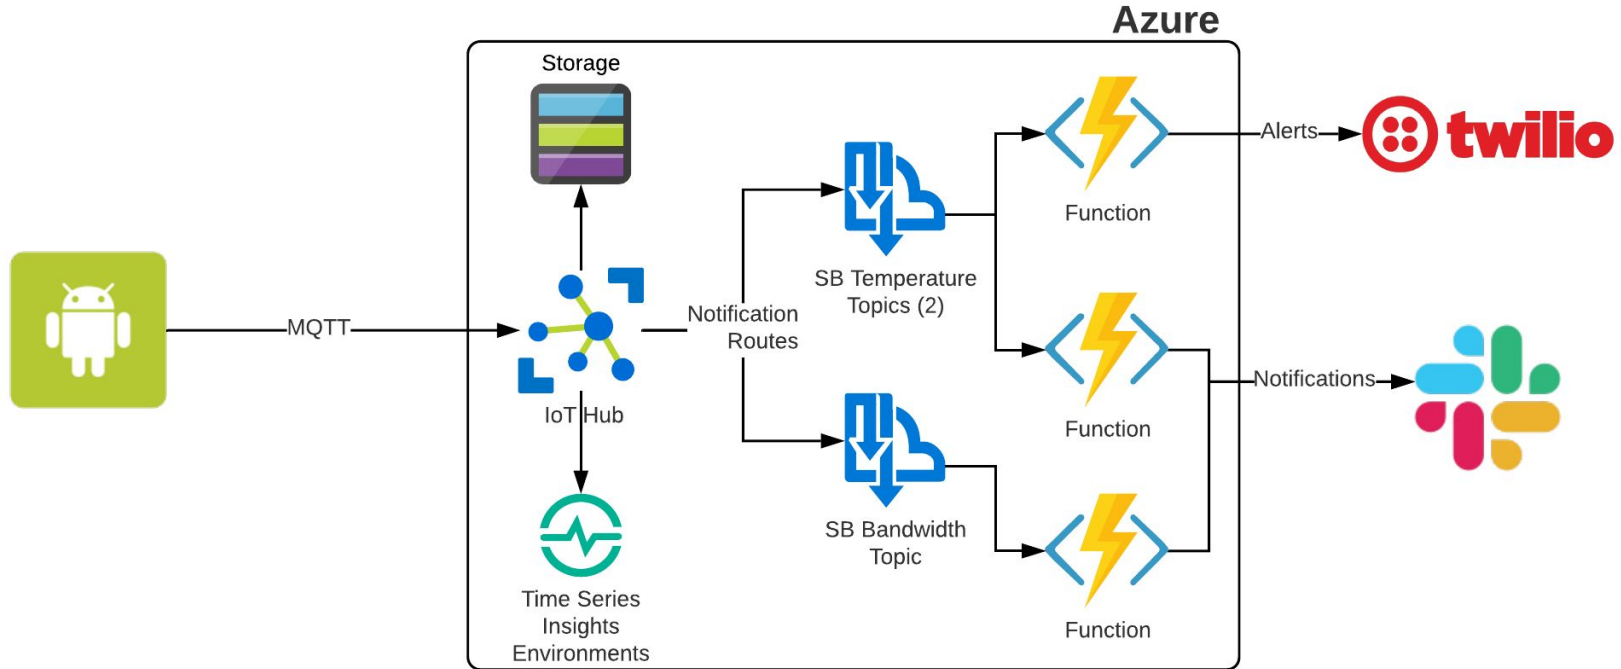 Azure
Storage
MQTT
IoT Hub
Time Series
Insights
Environments
Notification
Routes
SB Temperature
Topics (2)
SB Bandwidth
Topic
Function
Function
Function
Alerts
twilio
Notifications